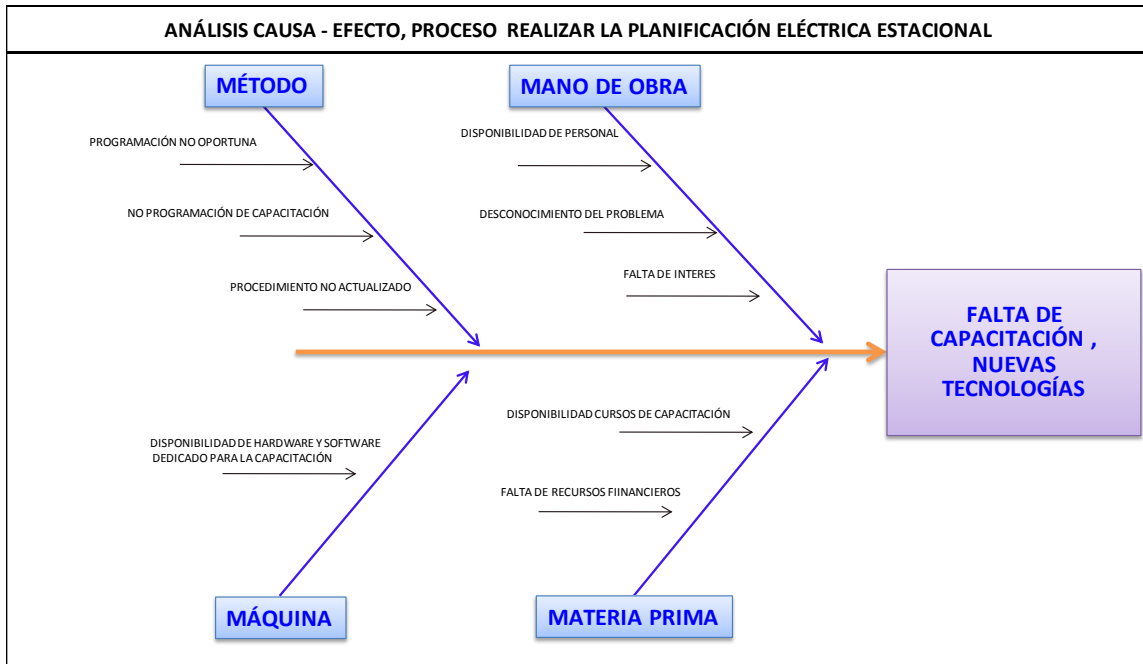 ANÁLISIS CAUSA - EFECTO, PROCESO REALIZAR LA PLANIFICACIÓN ELÉCTRICA ESTACIONAL
MÉTODO
MANO DE OBRA
PROGRAMACIÓN NO OPORTUNA
DISPONIBILIDAD DE PERSONAL
NO PROGRAMACIÓN DE CAPACITACIÓN
DESCONOCIMIENTO DEL PROBLEMA
PROCEDIMIENTO NO ACTUALIZADO
FALTA DE INTERES
FALTA DE
CAPACITACIÓN ,
NUEVAS
TECNOLOGÍAS
DISPONIBILIDAD CURSOS DE CAPACITACIÓN
DISPONIBILIDAD DE HARDWARE Y SOFTWARE
DEDICADO PARA LA CAPACITACIÓN
FALTA DE RECURSOS FIINANCIEROS
MÁQUINA
MATERIA PRIMA